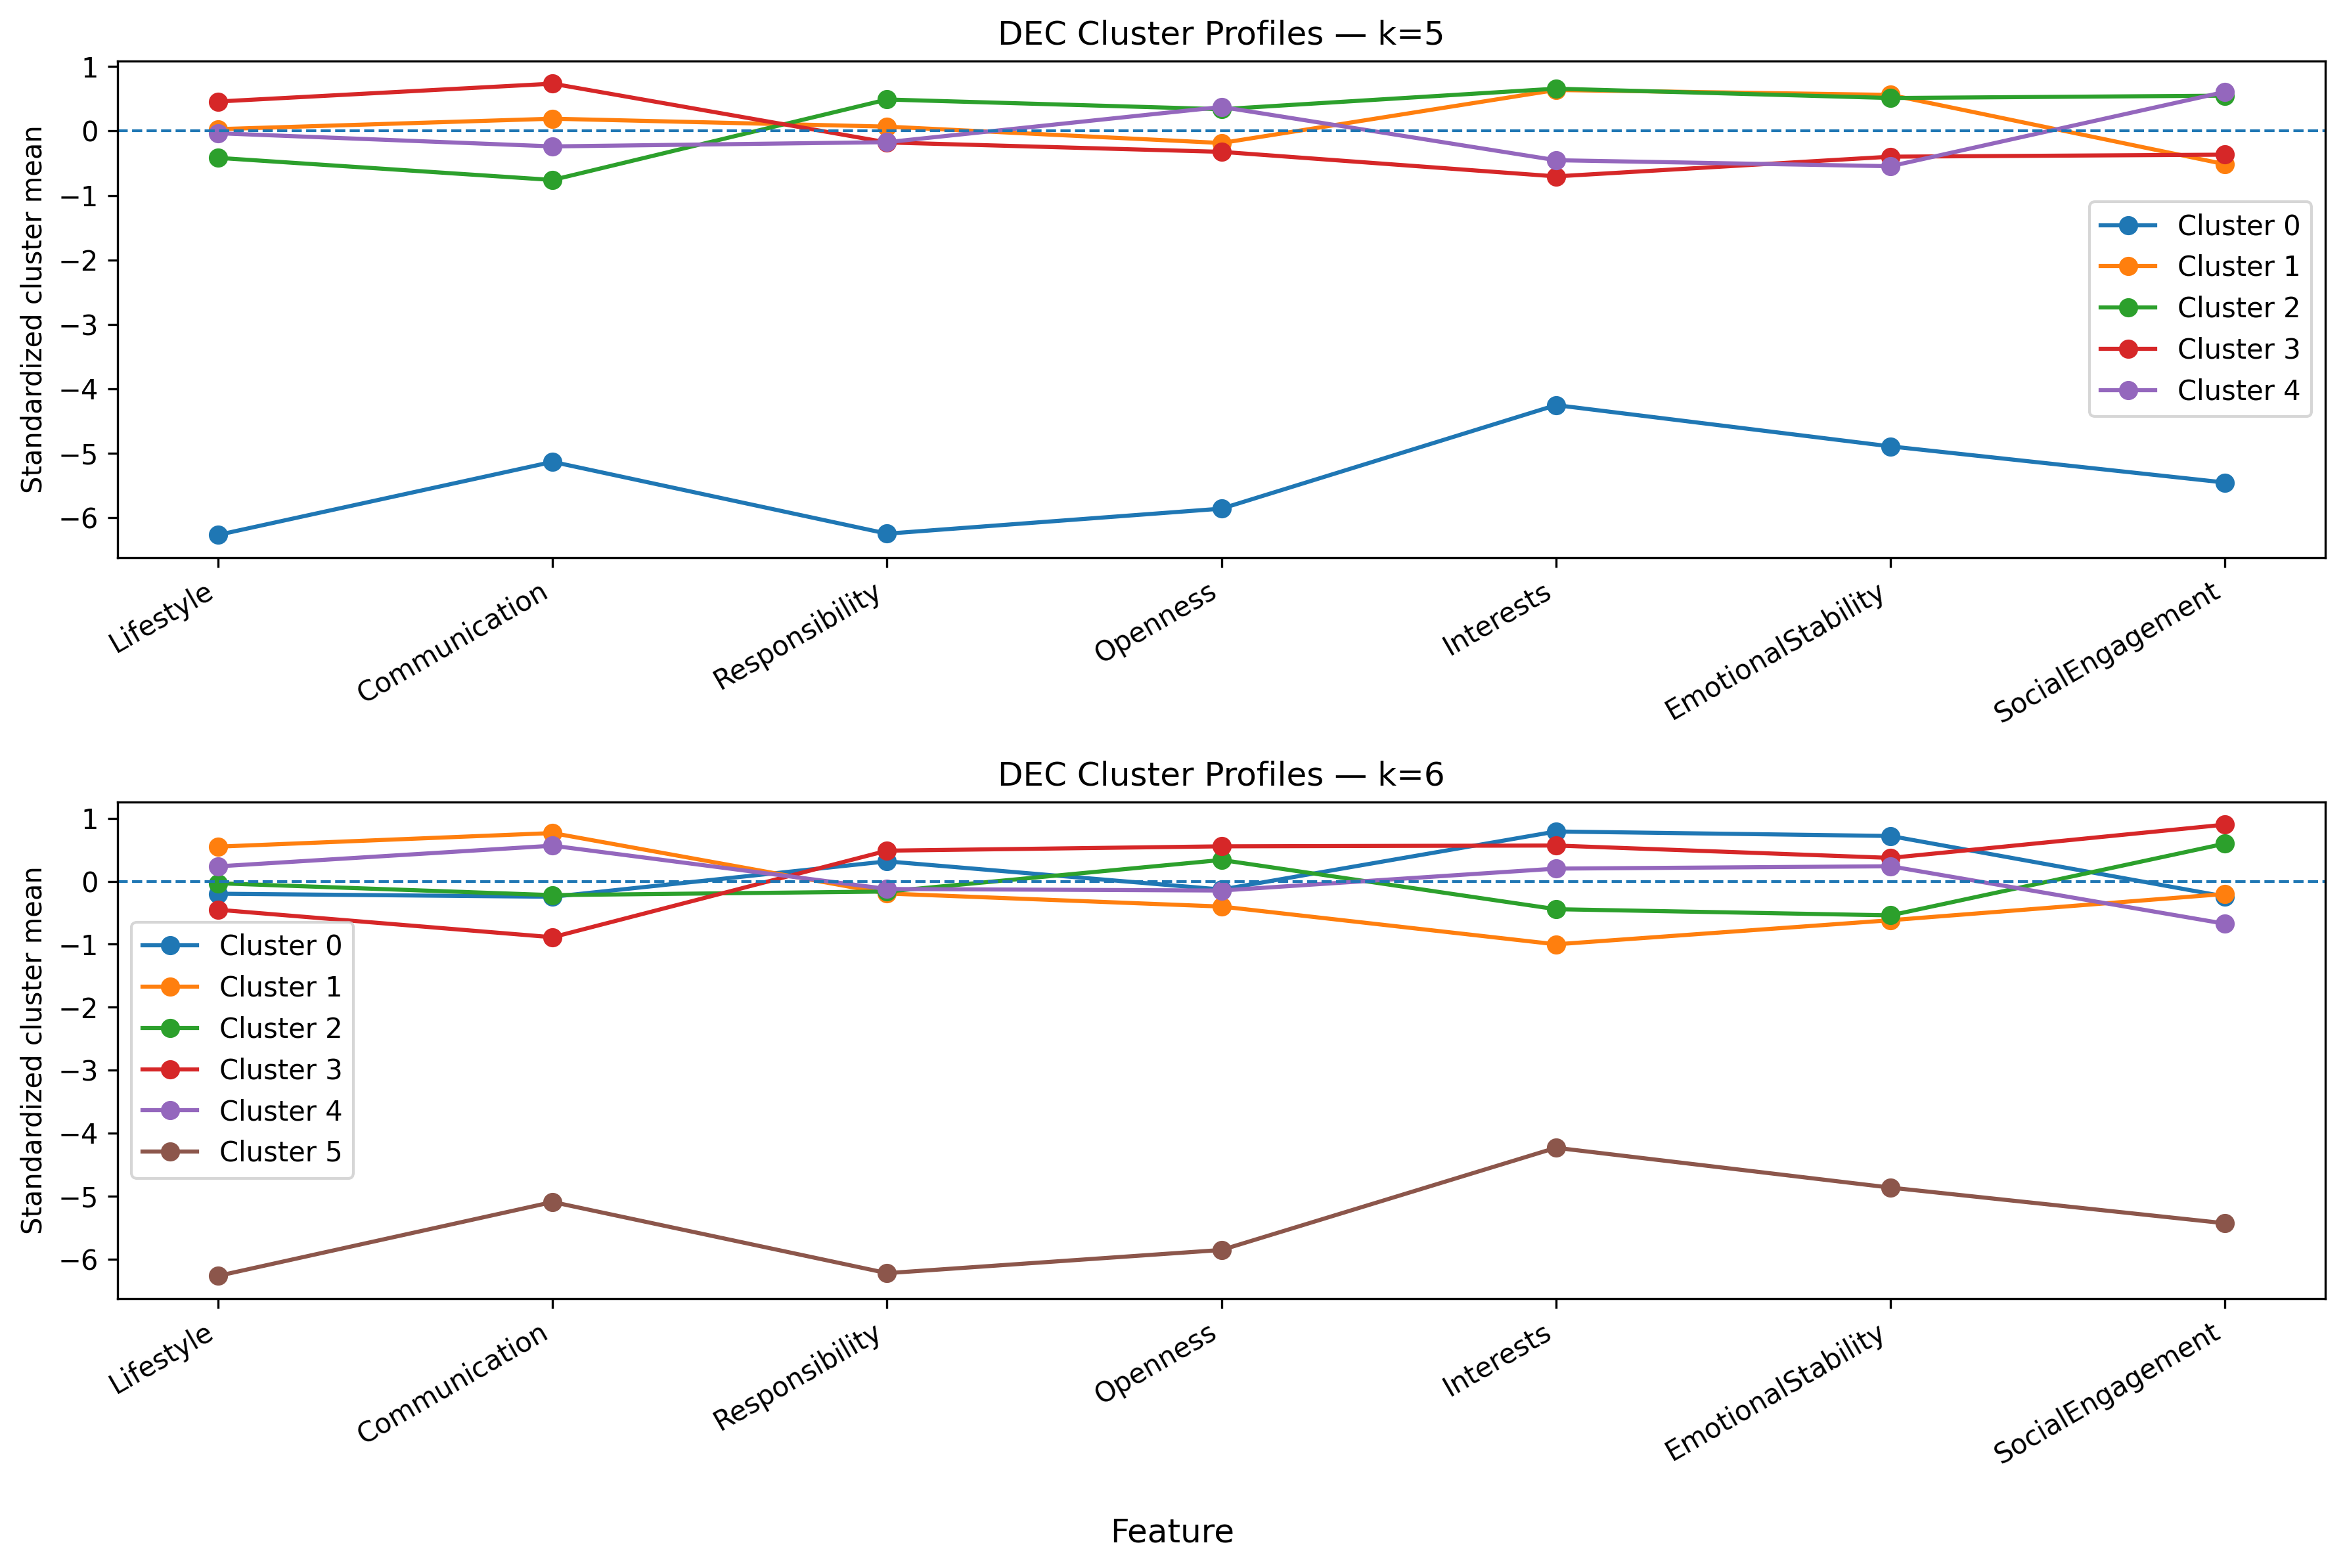 DEC Cluster Profiles — k=5
Standardized cluster mean
1
0
−1
−2
−3
−4
−5
−6
Cluster 0
Cluster 1
Cluster 2
Cluster 3
Cluster 4
Lifestyle
Communication
Responsibility
Openness
Interests
EmotionalStability
SocialEngagement
DEC Cluster Profiles — k=6
Standardized cluster mean
1
0
−1
−2
−3
−4
−5
−6
Cluster 0
Cluster 1
Cluster 2
Cluster 3
Cluster 4
Cluster 5
Lifestyle
Communication
Responsibility
Openness
Interests
EmotionalStability
SocialEngagement
Feature